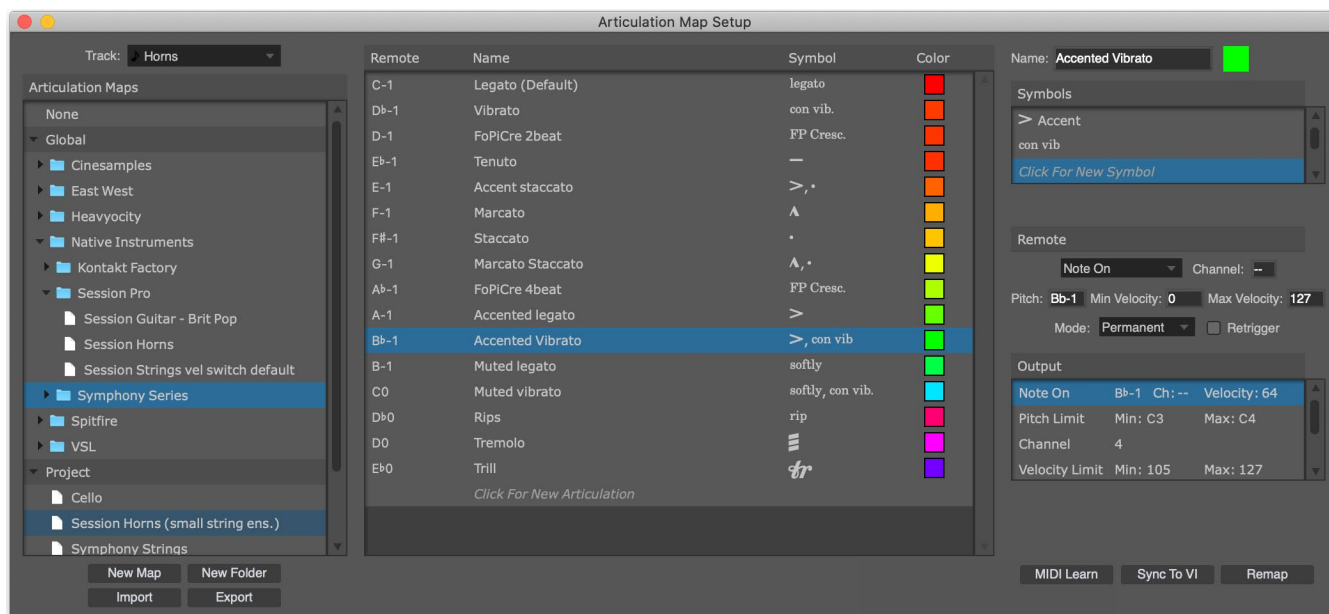 Articulation Map Setup
Track: Horns
Articulation Maps
None
Global
Cinesamples
East West
Heavyocity
Native Instruments
Kontakt Factory
Session Pro
Session Guitar - Brit Pop
Session Horns
Session Strings vel switch default
Symphony Series
Spitfire
VSL
Project
Cello
Session Horns (small string ens.)
Symphony Strings
New Map New Folder
Import Export
Remote Name Symbol Color
C-1 Legato (Default) legato
D♭-1 Vibrato con vib.
D-1 FoPiCre 2beat FP Cresc.
E♭-1 Tenuto –
E-1 Accent staccato >,·
F-1 Marcato ʌ
F#-1 Staccato ·
G-1 Marcato Staccato ʌ,·
A♭-1 FoPiCre 4beat FP Cresc.
A-1 Accented legato >
B♭-1 Accented Vibrato >, con vib
B-1 Muted legato softly
C0 Muted vibrato softly, con vib.
D♭0 Rips rip
D0 Tremolo
E♭0 Trill tr
Click For New Articulation
Name: Accented Vibrato
Symbols
> Accent
con vib
Click For New Symbol
Remote
Note On Channel: --
Pitch: Bb-1 Min Velocity: 0 Max Velocity: 127
Mode: Permanent Retrigger
Output
Note On B♭-1 Ch: -- Velocity: 64
Pitch Limit Min: C3 Max: C4
Channel 4
Velocity Limit Min: 105 Max: 127
MIDI Learn Sync To VI Remap